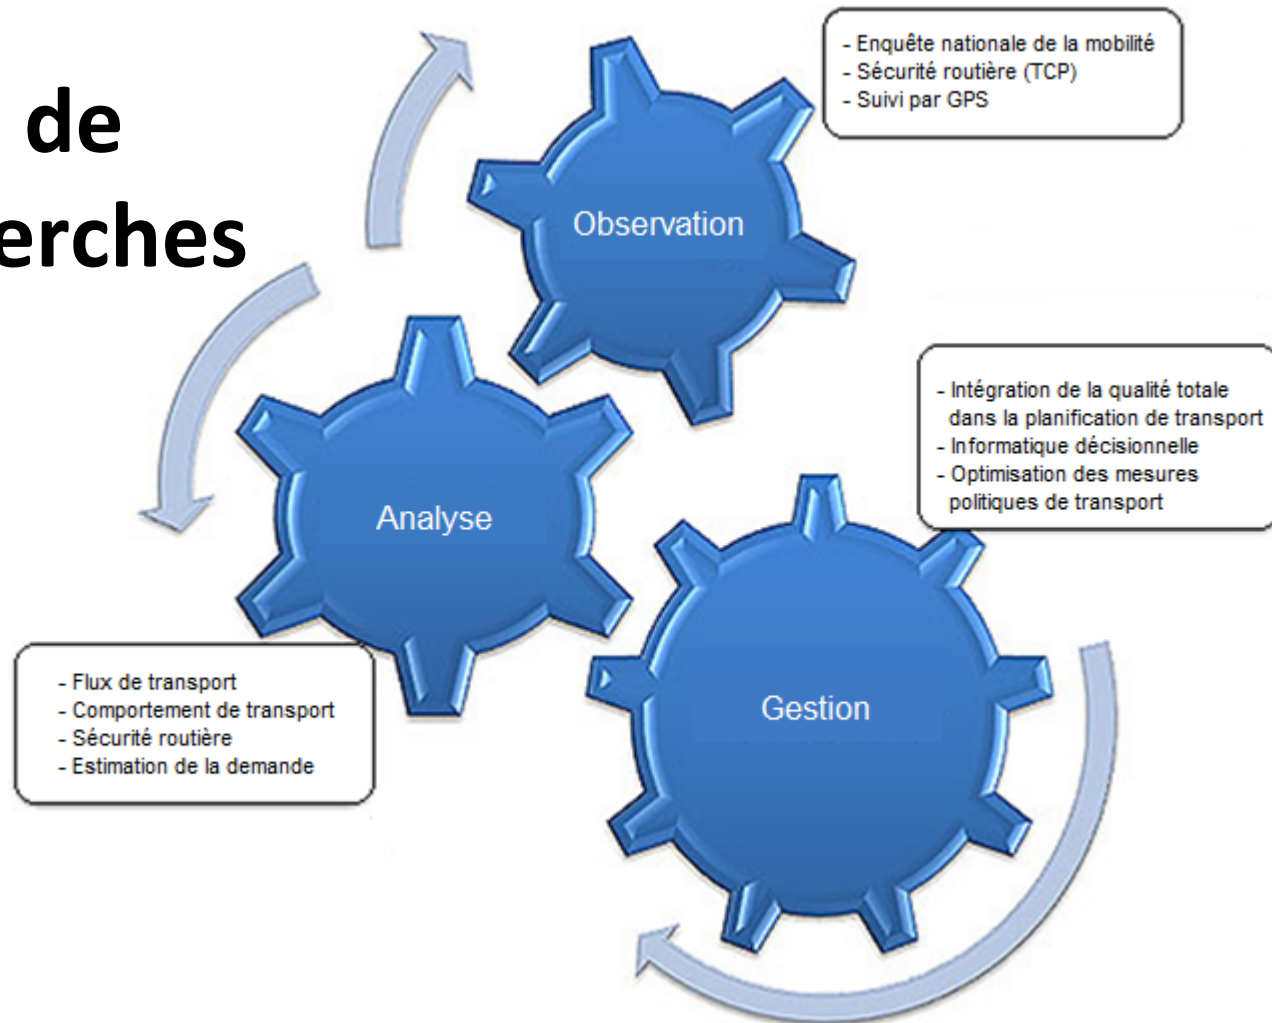 de
erches
- Enquête nationale de la mobilité
- Sécurité routière (TCP)
- Suivi par GPS
Observation
- Intégration de la qualité totale
dans la planification de transport
- Informatique décisionnelle
- Optimisation des mesures
politiques de transport
Analyse
- Flux de transport
- Comportement de transport
- Sécurité routière
- Estimation de la demande
Gestion